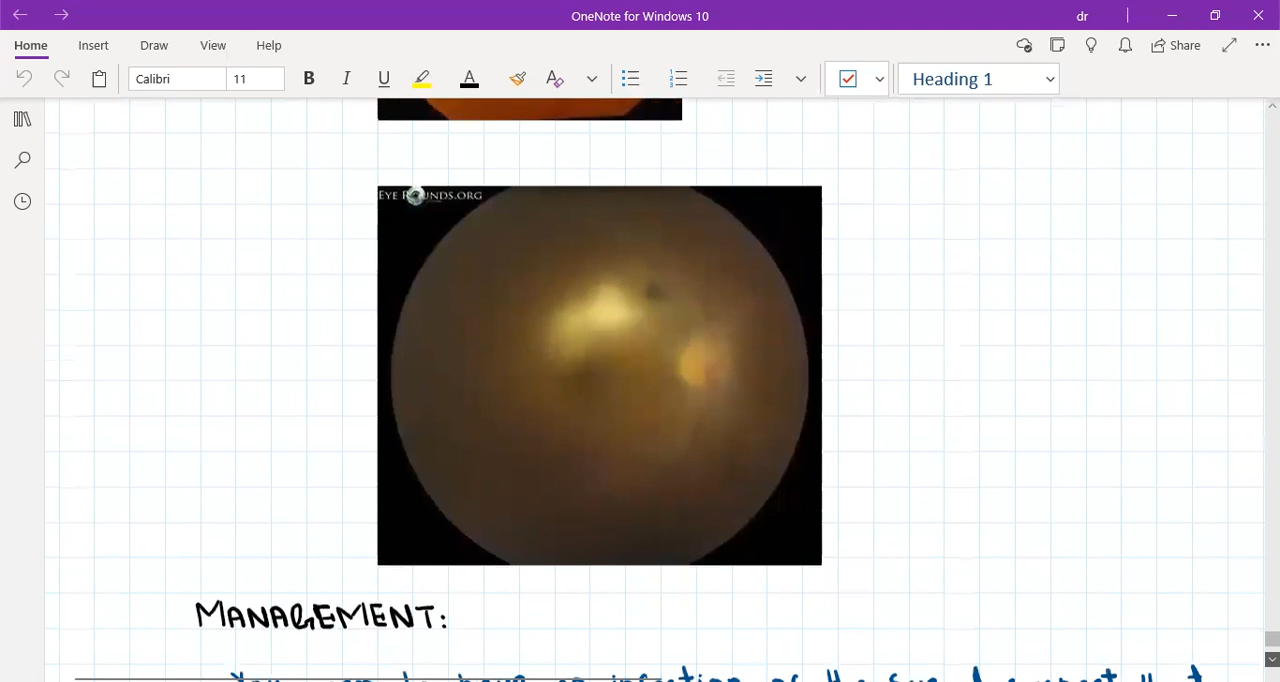 OneNote for Windows 10
dr
Home Insert Draw View Help
Share
Calibri 11 B I U A A Heading 1
EYE ROUNDS.ORG
MANAGEMENT: